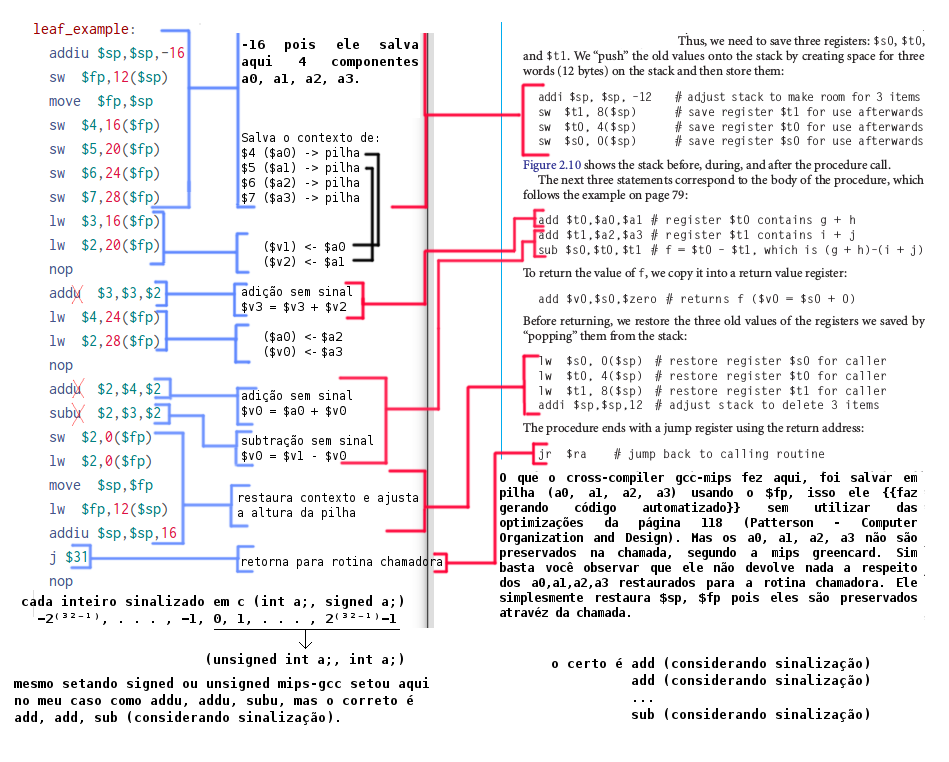 leaf_example:
addiu $sp,$sp,-16
sw $fp,12($sp)
move $fp,$sp
sw $4,16($fp)
sw $5,20($fp)
sw $6,24($fp)
sw $7,28($fp)
lw $3,16($fp)
lw $2,20($fp)
nop
addu $3,$3,$2
lw $4,24($fp)
lw $2,28($fp)
nop
addu $2,$4,$2
subu $2,$3,$2
sw $2,0($fp)
lw $2,0($fp)
move $sp,$fp
lw $fp,12($sp)
addiu $sp,$sp,16
j $31
nop
-16 pois ele salva
aqui 4 componentes
a0, a1, a2, a3.
Salva o contexto de:
$4 ($a0) -> pilha
$5 ($a1) -> pilha
$6 ($a2) -> pilha
$7 ($a3) -> pilha
($v1) <- $a0
($v2) <- $a1
adição sem sinal
$v3 = $v3 + $v2
($a0) <- $a2
($v0) <- $a3
adição sem sinal
$v0 = $a0 + $v0
subtração sem sinal
$v0 = $v1 - $v0
restaura contexto e ajusta
a altura da pilha
retorna para rotina chamadora
cada inteiro sinalizado em c (int a;, signed a;)
−2⁽³²⁻¹⁾, . . . , −1, 0, 1, . . . , 2⁽³²⁻¹⁾−1
(unsigned int a;, int a;)
mesmo setando signed ou unsigned mips-gcc setou aqui
no meu caso como addu, addu, subu, mas o correto é
add, add, sub (considerando sinalização).
Thus, we need to save three registers: $s0, $t0,
and $t1. We “push” the old values onto the stack by creating space for three
words (12 bytes) on the stack and then store them:
addi $sp, $sp, -12 # adjust stack to make room for 3 items
sw $t1, 8($sp) # save register $t1 for use afterwards
sw $t0, 4($sp) # save register $t0 for use afterwards
sw $s0, 0($sp) # save register $s0 for use afterwards
Figure 2.10 shows the stack before, during, and after the procedure call.
The next three statements correspond to the body of the procedure, which
follows the example on page 79:
add $t0,$a0,$a1 # register $t0 contains g + h
add $t1,$a2,$a3 # register $t1 contains i + j
sub $s0,$t0,$t1 # f = $t0 - $t1, which is (g + h)-(i + j)
To return the value of f, we copy it into a return value register:
add $v0,$s0,$zero # returns f ($v0 = $s0 + 0)
Before returning, we restore the three old values of the registers we saved by
“popping” them from the stack:
lw $s0, 0($sp) # restore register $s0 for caller
lw $t0, 4($sp) # restore register $t0 for caller
lw $t1, 8($sp) # restore register $t1 for caller
addi $sp,$sp,12 # adjust stack to delete 3 items
The procedure ends with a jump register using the return address:
jr $ra # jump back to calling routine
O que o cross-compiler gcc-mips fez aqui, foi salvar em
pilha (a0, a1, a2, a3) usando o $fp, isso ele {{faz
gerando código automatizado}} sem utilizar das
optimizações da página 118 (Patterson - Computer
Organization and Design). Mas os a0, a1, a2, a3 não são
preservados na chamada, segundo a mips greencard. Sim
basta você observar que ele não devolve nada a respeito
dos a0,a1,a2,a3 restaurados para a rotina chamadora. Ele
simplesmente restaura $sp, $fp pois eles são preservados
atravéz da chamada.
o certo é add (considerando sinalização)
add (considerando sinalização)
...
sub (considerando sinalização)